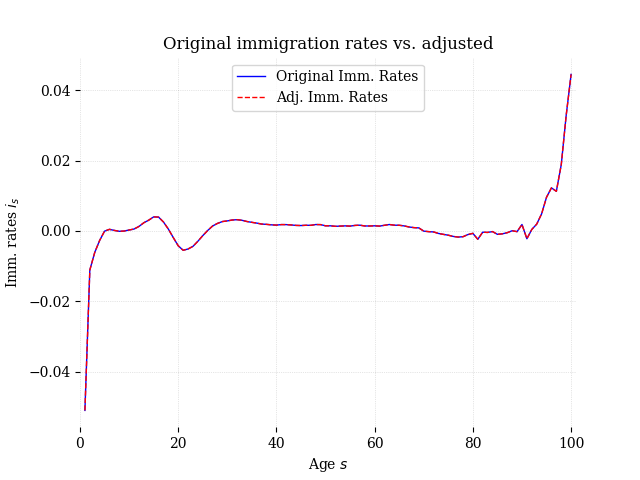 Original immigration rates vs. adjusted
Original Imm. Rates
Adj. Imm. Rates
Imm. rates i_s
0.04
0.02
0.00
−0.02
−0.04
0 20 40 60 80 100
Age s